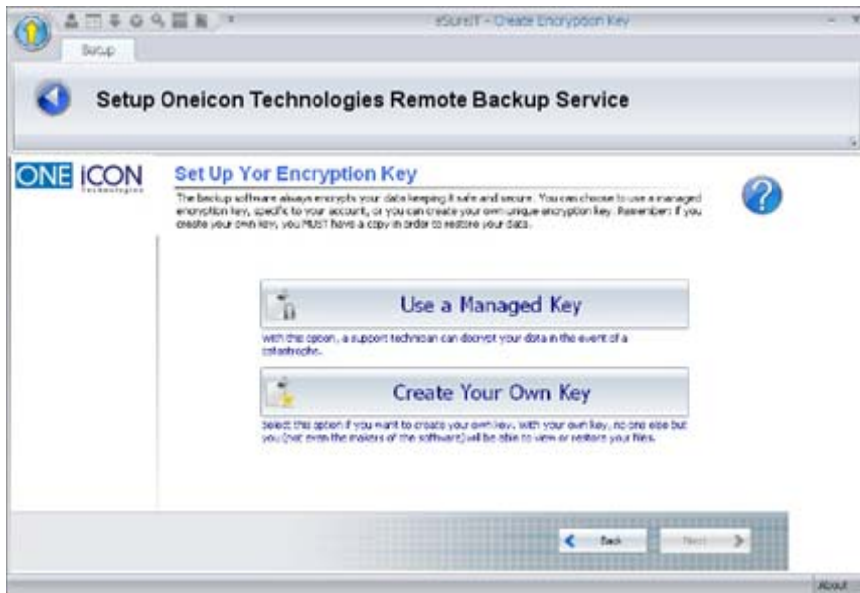 eSureIT - Create Encryption Key
Setup
Setup Oneicon Technologies Remote Backup Service
ONE ICON
Technologies
Set Up Yor Encryption Key
The backup software always encrypts your data keeping it safe and secure. You can choose to use a managed
encryption key, specific to your account, or you can create your own unique encryption key. Remember: if you
create your own key, you MUST have a copy in order to restore your data.
Use a Managed Key
With this option, a support technician can decrypt your data in the event of a
catastrophe.
Create Your Own Key
Select this option if you want to create your own key. With your own key, no one else but
you (not even the makers of the software) will be able to view or restore your files.
Back
Next
About